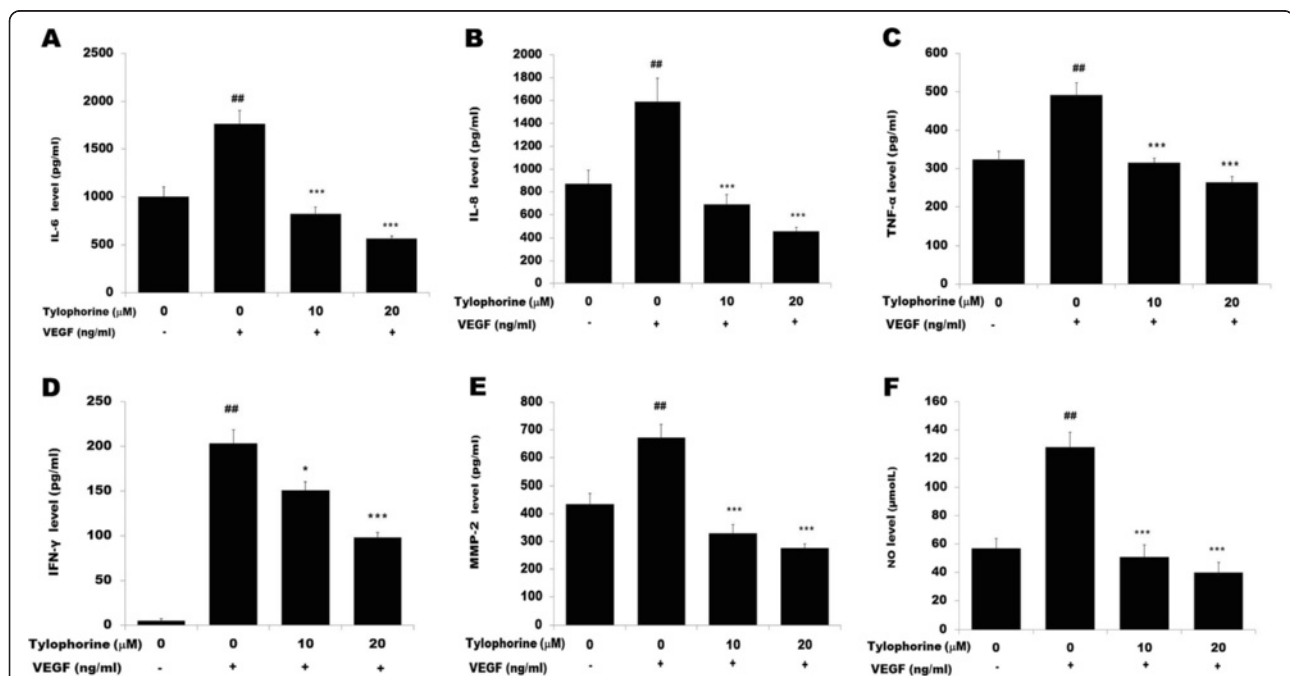 A
2500
2000
1500
1000
500
0
IL-6 level (pg/ml)
##
***
***
Tylophorine (μM) 0 0 10 20
VEGF (ng/ml) - + + +
B
2000
1800
1600
1400
1200
1000
800
600
400
200
0
IL-8 level (pg/ml)
##
***
***
Tylophorine (μM) 0 0 10 20
VEGF (ng/ml) - + + +
C
600
500
400
300
200
100
0
TNF-α level (pg/ml)
##
***
***
Tylophorine (μM) 0 0 10 20
VEGF (ng/ml) - + + +
D
250
200
150
100
50
0
IFN-γ level (pg/ml)
##
*
***
Tylophorine (μM) 0 0 10 20
VEGF (ng/ml) - + + +
E
800
700
600
500
400
300
200
100
0
MMP-2 level (pg/ml)
##
***
***
Tylophorine (μM) 0 0 10 20
VEGF (ng/ml) - + + +
F
160
140
120
100
80
60
40
20
0
NO level (μmolL)
##
***
***
Tylophorine (μM) 0 0 10 20
VEGF (ng/ml) - + + +